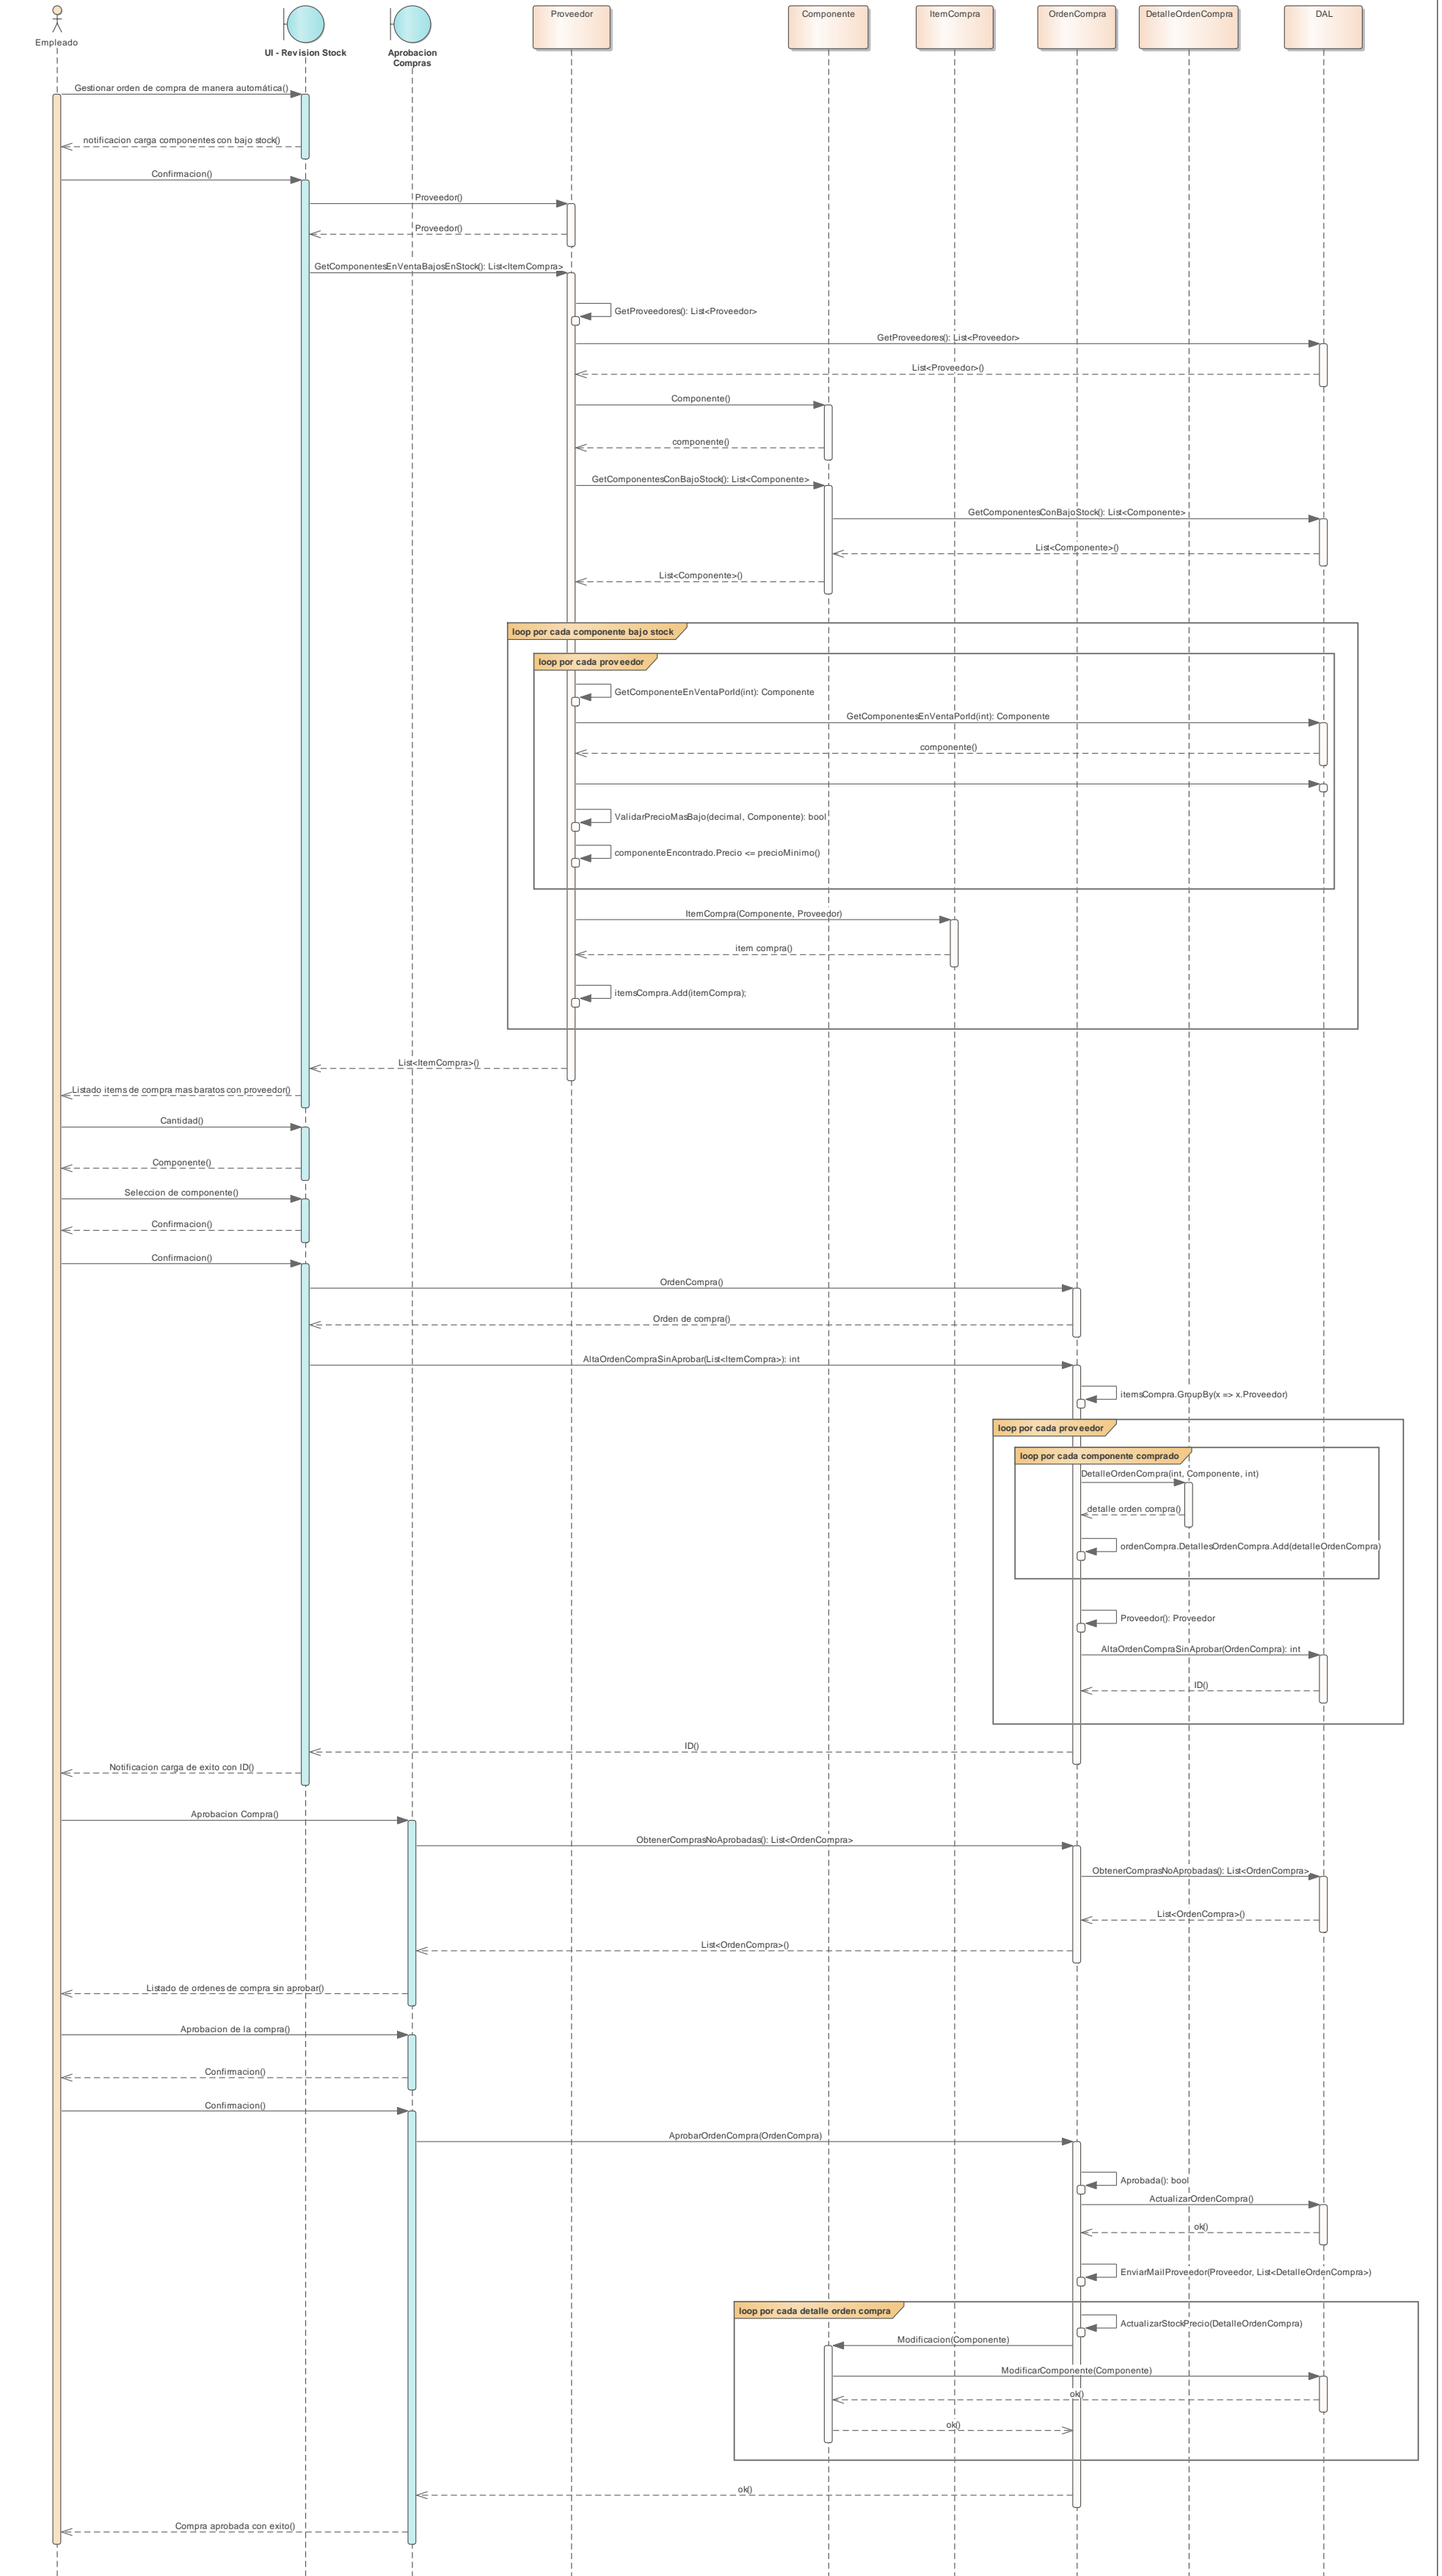 Empleado
UI - Revision Stock
Aprobacion
Compras
Proveedor
Componente
ItemCompra
OrdenCompra
DetalleOrdenCompra
DAL
Gestionar orden de compra de manera automática()
notificacion carga componentes con bajo stock()
Confirmacion()
Proveedor()
Proveedor()
GetComponentesEnVentaBajosEnStock(): List<ItemCompra>
GetProveedores(): List<Proveedor>
GetProveedores(): List<Proveedor>
List<Proveedor>()
Componente()
componente()
GetComponentesConBajoStock(): List<Componente>
GetComponentesConBajoStock(): List<Componente>
List<Componente>()
List<Componente>()
loop por cada componente bajo stock
loop por cada proveedor
GetComponenteEnVentaPorId(int): Componente
GetComponentesEnVentaPorId(int): Componente
componente()
ValidarPrecioMasBajo(decimal, Componente): bool
componenteEncontrado.Precio <= precioMinimo()
ItemCompra(Componente, Proveedor)
item compra()
itemsCompra.Add(itemCompra);
List<ItemCompra>()
Listado items de compra mas baratos con proveedor()
Cantidad()
Componente()
Seleccion de componente()
Confirmacion()
Confirmacion()
OrdenCompra()
Orden de compra()
AltaOrdenCompraSinAprobar(List<ItemCompra>): int
itemsCompra.GroupBy(x => x.Proveedor)
loop por cada proveedor
loop por cada componente comprado
DetalleOrdenCompra(int, Componente, int)
detalle orden compra()
ordenCompra.DetallesOrdenCompra.Add(detalleOrdenCompra)
Proveedor(): Proveedor
AltaOrdenCompraSinAprobar(OrdenCompra): int
ID()
ID()
Notificacion carga de exito con ID()
Aprobacion Compra()
ObtenerComprasNoAprobadas(): List<OrdenCompra>
ObtenerComprasNoAprobadas(): List<OrdenCompra>
List<OrdenCompra>()
List<OrdenCompra>()
Listado de ordenes de compra sin aprobar()
Aprobacion de la compra()
Confirmacion()
Confirmacion()
AprobarOrdenCompra(OrdenCompra)
Aprobada(): bool
ActualizarOrdenCompra()
ok()
EnviarMailProveedor(Proveedor, List<DetalleOrdenCompra>)
loop por cada detalle orden compra
ActualizarStockPrecio(DetalleOrdenCompra)
Modificacion(Componente)
ModificarComponente(Componente)
ok()
ok()
ok()
Compra aprobada con exito()